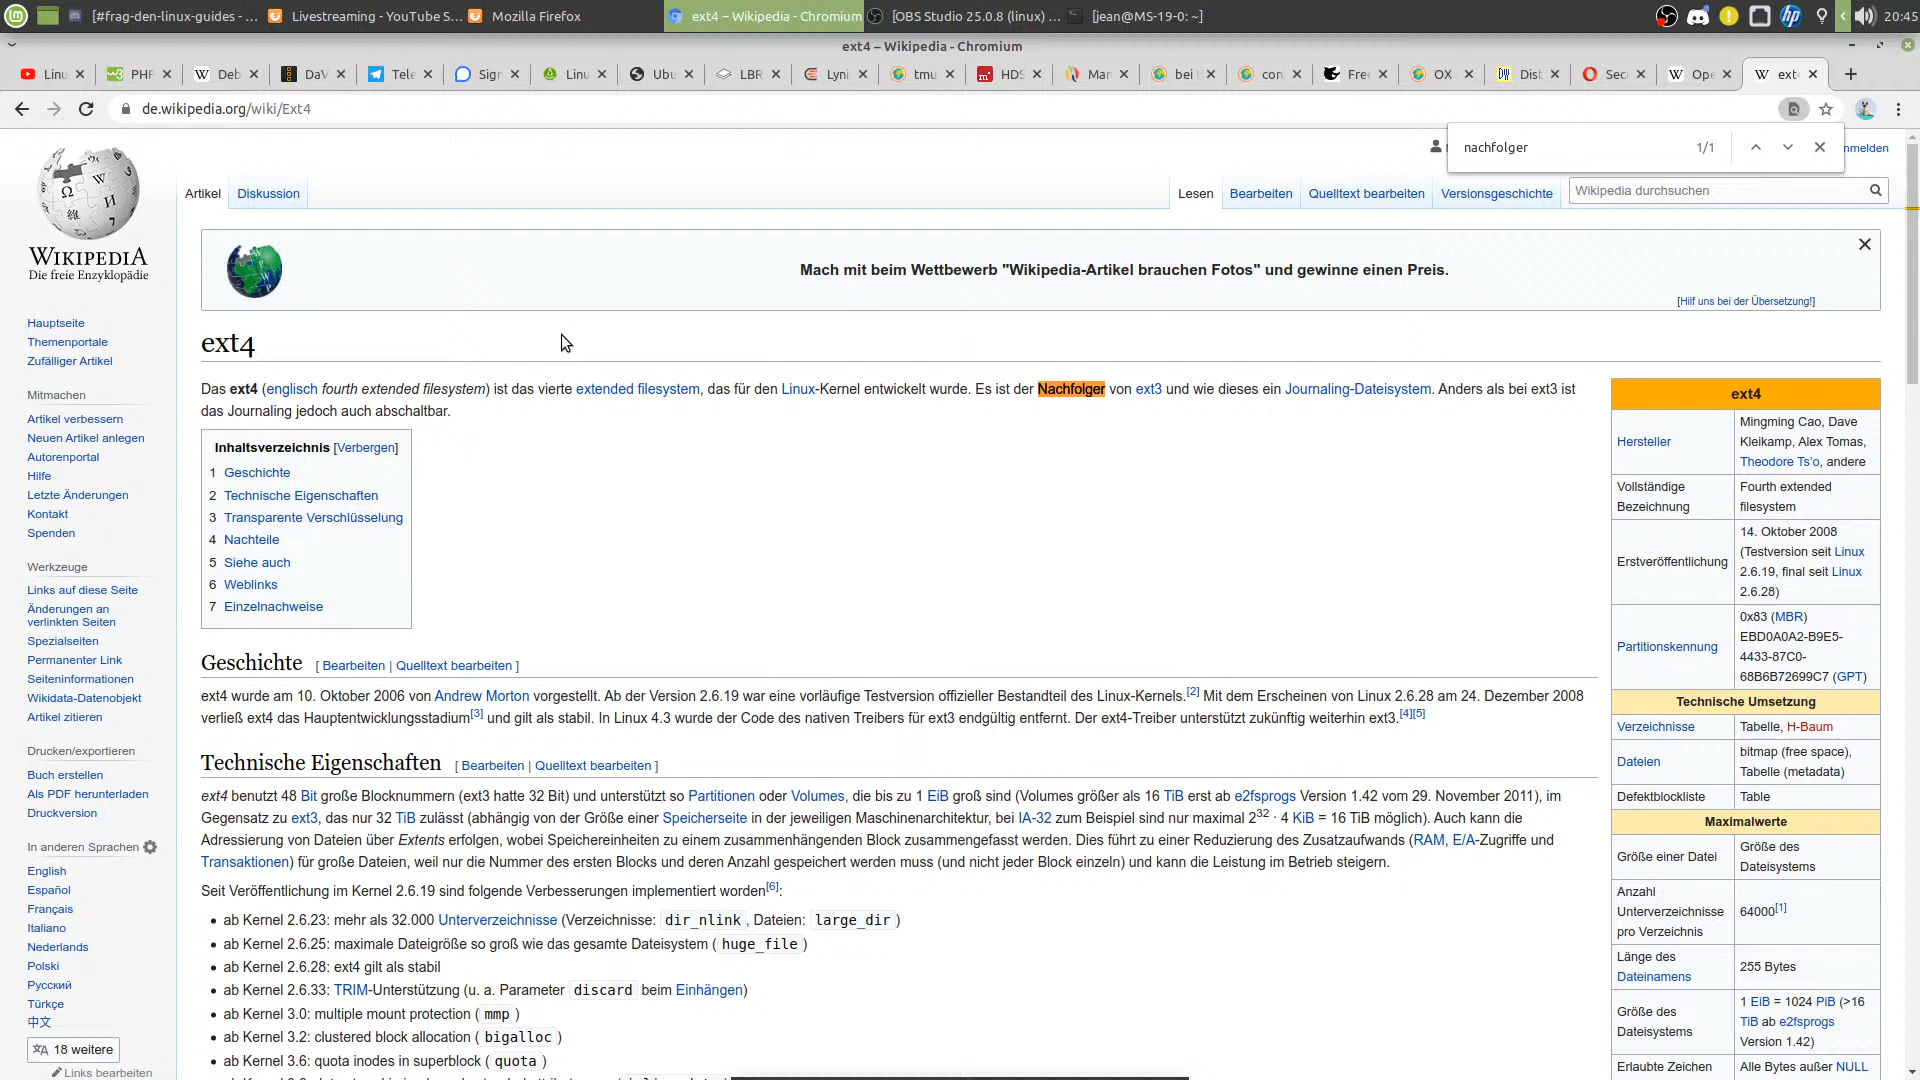 [#frag-den-linux-guides - ...
Livestreaming - YouTube S...
Mozilla Firefox
ext4 – Wikipedia - Chromium
[OBS Studio 25.0.8 (linux) ...
[jean@MS-19-0: ~]
20:45
ext4 – Wikipedia - Chromium
Linu
PHP
Deb
DaV
Tele
Sign
Linu
Ubu
LBR
Lyni
tmu
HDS
Mar
bei
con
Free
OX
Dist
Secu
Ope
ext4
de.wikipedia.org/wiki/Ext4
nachfolger 1/1
nmelden
WIKIPEDIA
Die freie Enzyklopädie
Artikel
Diskussion
Lesen
Bearbeiten
Quelltext bearbeiten
Versionsgeschichte
Wikipedia durchsuchen
Mach mit beim Wettbewerb "Wikipedia-Artikel brauchen Fotos" und gewinne einen Preis.
[Hilf uns bei der Übersetzung!]
Hauptseite
Themenportale
Zufälliger Artikel
Mitmachen
Artikel verbessern
Neuen Artikel anlegen
Autorenportal
Hilfe
Letzte Änderungen
Kontakt
Spenden
Werkzeuge
Links auf diese Seite
Änderungen an
verlinkten Seiten
Spezialseiten
Permanenter Link
Seiteninformationen
Wikidata-Datenobjekt
Artikel zitieren
Drucken/exportieren
Buch erstellen
Als PDF herunterladen
Druckversion
In anderen Sprachen
English
Español
Français
Italiano
Nederlands
Polski
Русский
Türkçe
中文
18 weitere
Links bearbeiten
ext4
Das ext4 (englisch fourth extended filesystem) ist das vierte extended filesystem, das für den Linux-Kernel entwickelt wurde. Es ist der Nachfolger von ext3 und wie dieses ein Journaling-Dateisystem. Anders als bei ext3 ist
das Journaling jedoch auch abschaltbar.
Inhaltsverzeichnis [Verbergen]
1 Geschichte
2 Technische Eigenschaften
3 Transparente Verschlüsselung
4 Nachteile
5 Siehe auch
6 Weblinks
7 Einzelnachweise
Geschichte [ Bearbeiten | Quelltext bearbeiten ]
ext4 wurde am 10. Oktober 2006 von Andrew Morton vorgestellt. Ab der Version 2.6.19 war eine vorläufige Testversion offizieller Bestandteil des Linux-Kernels.[2] Mit dem Erscheinen von Linux 2.6.28 am 24. Dezember 2008
verließ ext4 das Hauptentwicklungsstadium[3] und gilt als stabil. In Linux 4.3 wurde der Code des nativen Treibers für ext3 endgültig entfernt. Der ext4-Treiber unterstützt zukünftig weiterhin ext3.[4][5]
Technische Eigenschaften [ Bearbeiten | Quelltext bearbeiten ]
ext4 benutzt 48 Bit große Blocknummern (ext3 hatte 32 Bit) und unterstützt so Partitionen oder Volumes, die bis zu 1 EiB groß sind (Volumes größer als 16 TiB erst ab e2fsprogs Version 1.42 vom 29. November 2011), im
Gegensatz zu ext3, das nur 32 TiB zulässt (abhängig von der Größe einer Speicherseite in der jeweiligen Maschinenarchitektur, bei IA-32 zum Beispiel sind nur maximal 2³² · 4 KiB = 16 TiB möglich). Auch kann die
Adressierung von Dateien über Extents erfolgen, wobei Speichereinheiten zu einem zusammenhängenden Block zusammengefasst werden. Dies führt zu einer Reduzierung des Zusatzaufwands (RAM, E/A-Zugriffe und
Transaktionen) für große Dateien, weil nur die Nummer des ersten Blocks und deren Anzahl gespeichert werden muss (und nicht jeder Block einzeln) und kann die Leistung im Betrieb steigern.
Seit Veröffentlichung im Kernel 2.6.19 sind folgende Verbesserungen implementiert worden[6]:
• ab Kernel 2.6.23: mehr als 32.000 Unterverzeichnisse (Verzeichnisse: dir_nlink, Dateien: large_dir)
• ab Kernel 2.6.25: maximale Dateigröße so groß wie das gesamte Dateisystem ( huge_file )
• ab Kernel 2.6.28: ext4 gilt als stabil
• ab Kernel 2.6.33: TRIM-Unterstützung (u. a. Parameter discard beim Einhängen)
• ab Kernel 3.0: multiple mount protection ( mmp )
• ab Kernel 3.2: clustered block allocation ( bigalloc )
• ab Kernel 3.6: quota inodes in superblock ( quota )
ext4
Hersteller
Mingming Cao, Dave
Kleikamp, Alex Tomas,
Theodore Ts’o, andere
Vollständige
Bezeichnung
Fourth extended
filesystem
Erstveröffentlichung
14. Oktober 2008
(Testversion seit Linux
2.6.19, final seit Linux
2.6.28)
Partitionskennung
0x83 (MBR)
EBD0A0A2-B9E5-
4433-87C0-
68B6B72699C7 (GPT)
Technische Umsetzung
Verzeichnisse
Tabelle, H-Baum
Dateien
bitmap (free space),
Tabelle (metadata)
Defektblockliste
Table
Maximalwerte
Größe einer Datei
Größe des
Dateisystems
Anzahl
Unterverzeichnisse
pro Verzeichnis
64000[1]
Länge des
Dateinamens
255 Bytes
Größe des
Dateisystems
1 EiB = 1024 PiB (>16
TiB ab e2fsprogs
Version 1.42)
Erlaubte Zeichen
Alle Bytes außer NULL